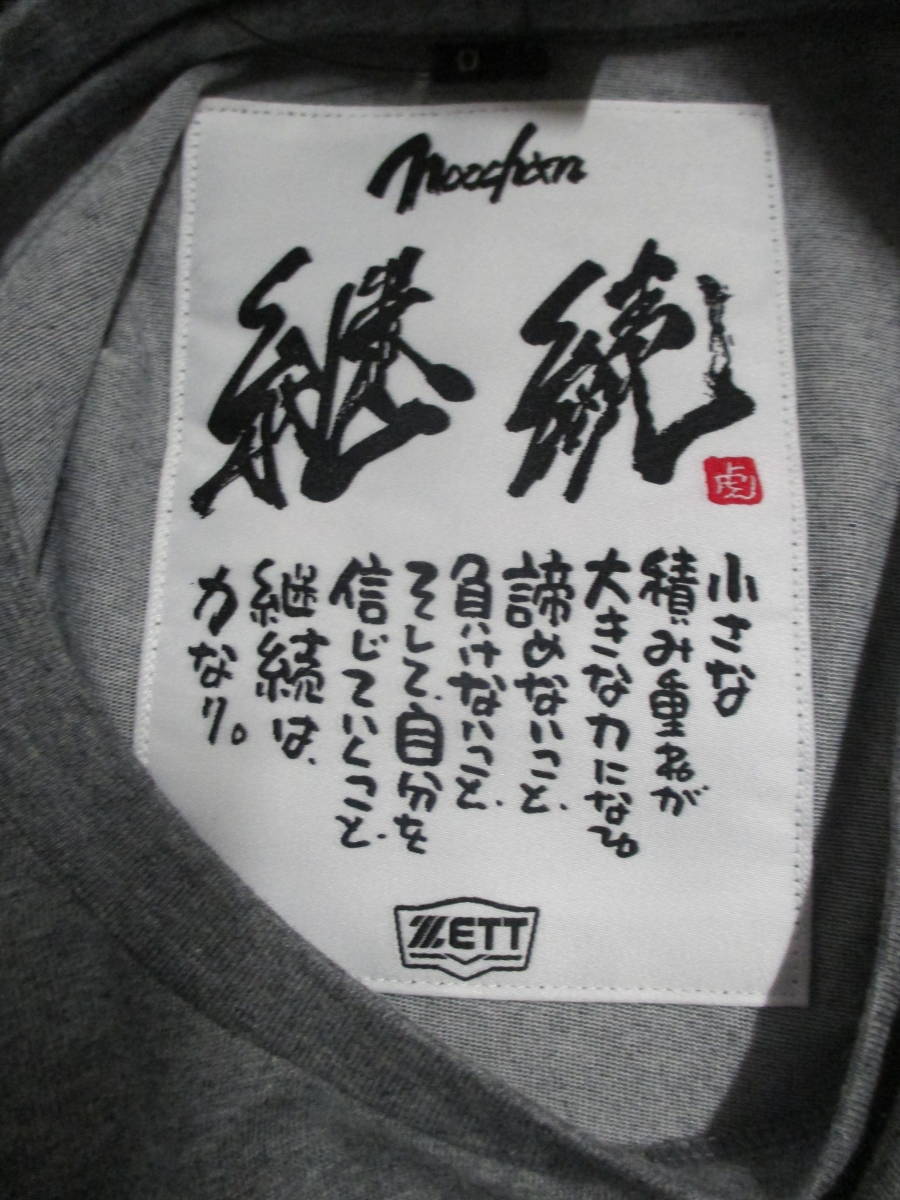 O
moochan
継続
虎
小さな
積み重ねが
大きな力になる
諦めないこと、
負けないこと、
そして、自分を
信じていくこと、
継続は、
力なり。
ZETT